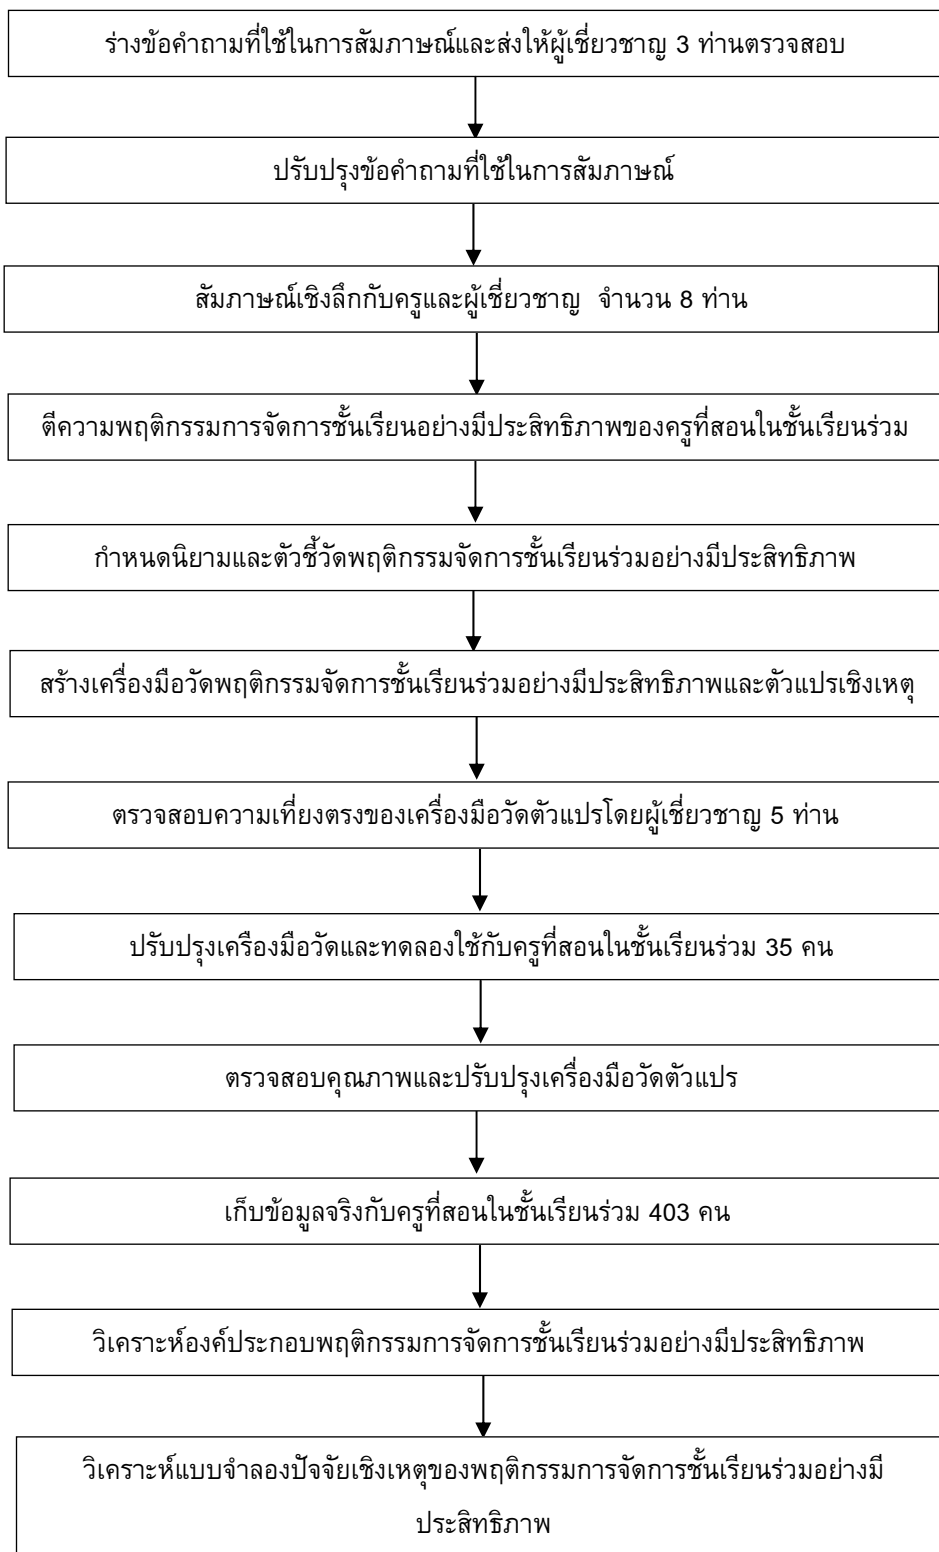 ร่างข้อคำถามที่ใช้ในการสัมภาษณ์และส่งให้ผู้เชี่ยวชาญ 3 ท่านตรวจสอบ
ปรับปรุงข้อคำถามที่ใช้ในการสัมภาษณ์
สัมภาษณ์เชิงลึกกับครูและผู้เชี่ยวชาญ จำนวน 8 ท่าน
ตีความพฤติกรรมการจัดการชั้นเรียนอย่างมีประสิทธิภาพของครูที่สอนในชั้นเรียนร่วม
กำหนดนิยามและตัวชี้วัดพฤติกรรมจัดการชั้นเรียนร่วมอย่างมีประสิทธิภาพ
สร้างเครื่องมือวัดพฤติกรรมจัดการชั้นเรียนร่วมอย่างมีประสิทธิภาพและตัวแปรเชิงเหตุ
ตรวจสอบความเที่ยงตรงของเครื่องมือวัดตัวแปรโดยผู้เชี่ยวชาญ 5 ท่าน
ปรับปรุงเครื่องมือวัดและทดลองใช้กับครูที่สอนในชั้นเรียนร่วม 35 คน
ตรวจสอบคุณภาพและปรับปรุงเครื่องมือวัดตัวแปร
เก็บข้อมูลจริงกับครูที่สอนในชั้นเรียนร่วม 403 คน
วิเคราะห์องค์ประกอบพฤติกรรมการจัดการชั้นเรียนร่วมอย่างมีประสิทธิภาพ
วิเคราะห์แบบจำลองปัจจัยเชิงเหตุของพฤติกรรมการจัดการชั้นเรียนร่วมอย่างมี
ประสิทธิภาพ